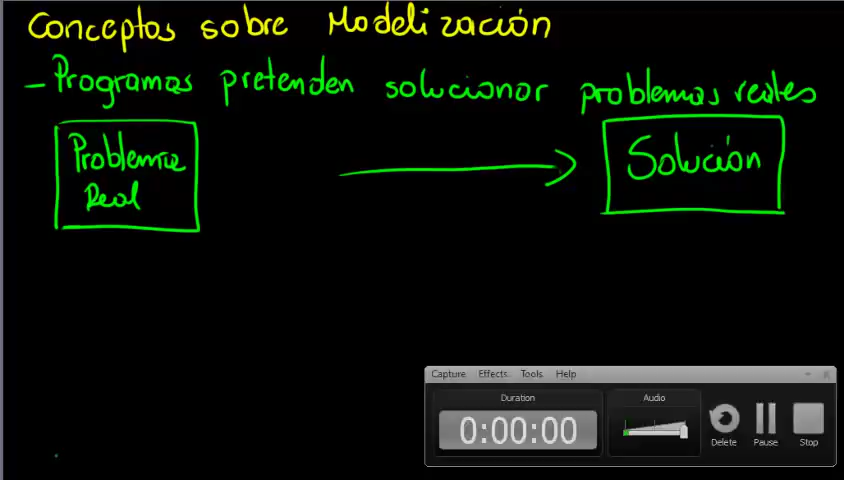 Conceptos sobre Modelización
- Programas pretenden solucionar problemas reales
Problema
Real
Solución
Capture Effects Tools Help
Duration
Audio
0:00:00
Delete Pause Stop